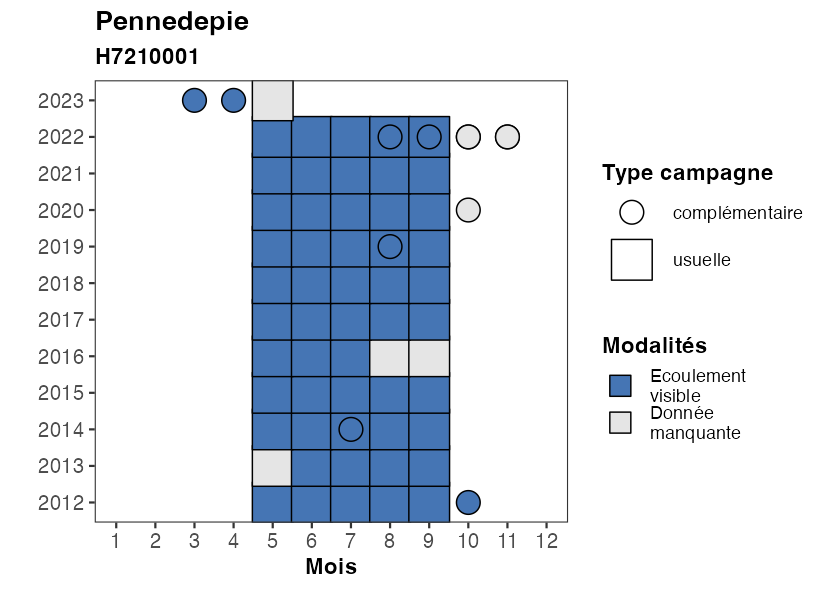 Pennedepie
H7210001
2023
2022
2021
2020
2019
2018
2017
2016
2015
2014
2013
2012
1 2 3 4 5 6 7 8 9 10 11 12
Mois
Type campagne
complémentaire
usuelle
Modalités
Ecoulement
visible
Donnée
manquante